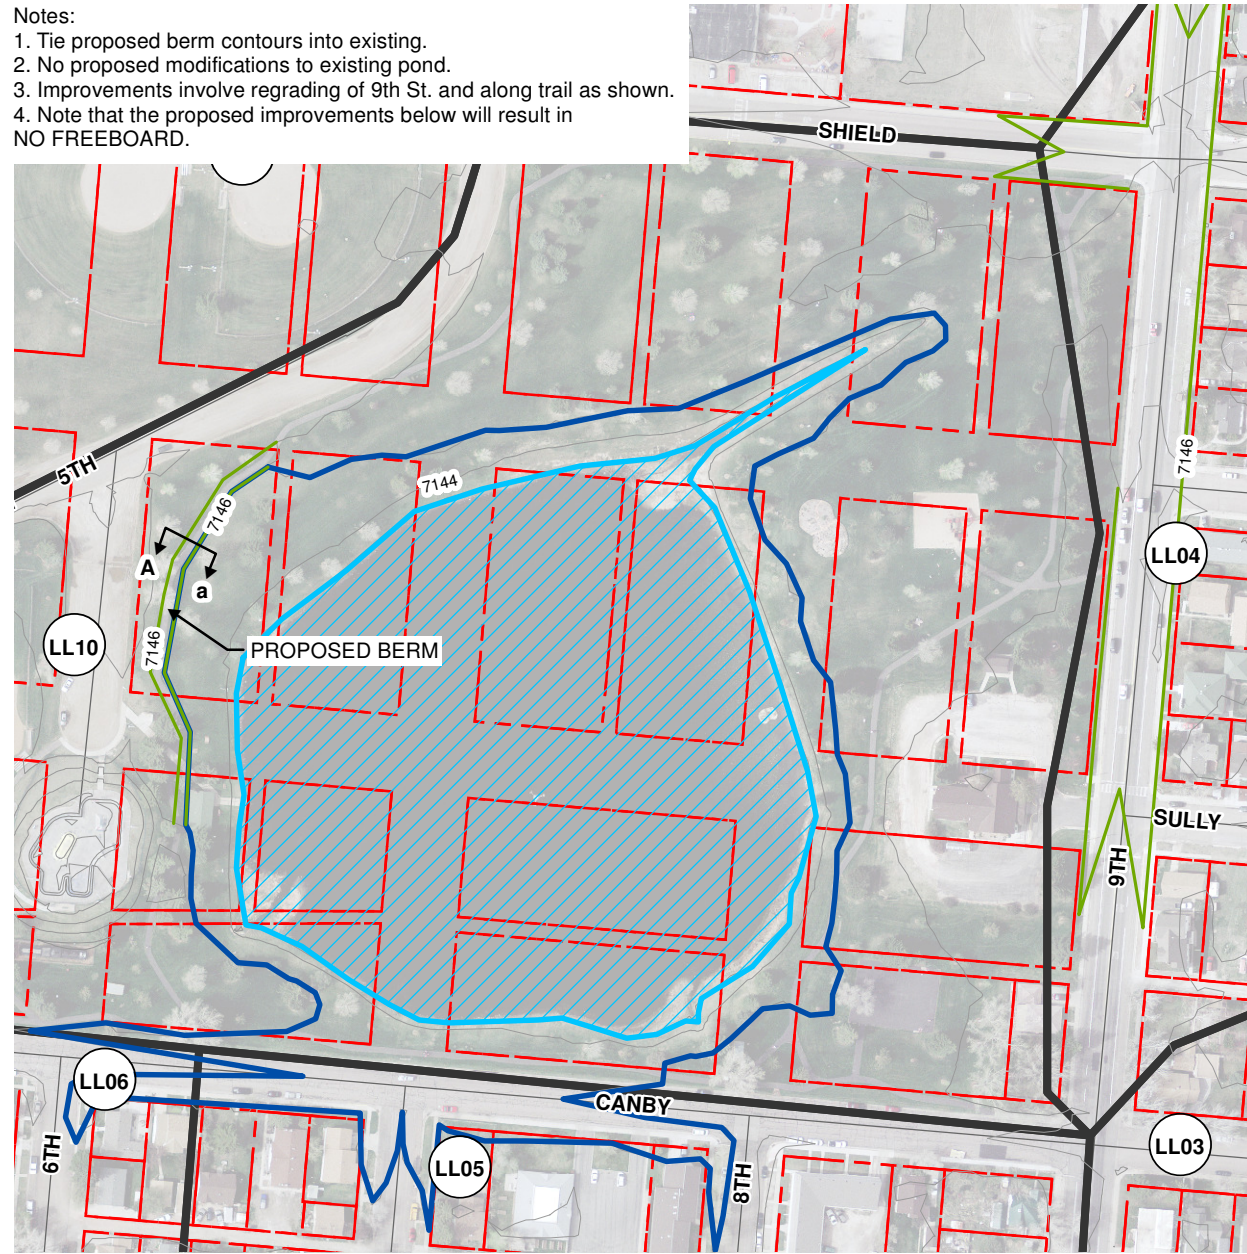 Notes:
1. Tie proposed berm contours into existing.
2. No proposed modifications to existing pond.
3. Improvements involve regrading of 9th St. and along trail as shown.
4. Note that the proposed improvements below will result in
NO FREEBOARD.
SHIELD
5TH
7144
7146
7146
A
a
LL04
7146
LL10
PROPOSED BERM
SULLY
9TH
LL06
CANBY
6TH
LL05
8TH
LL03